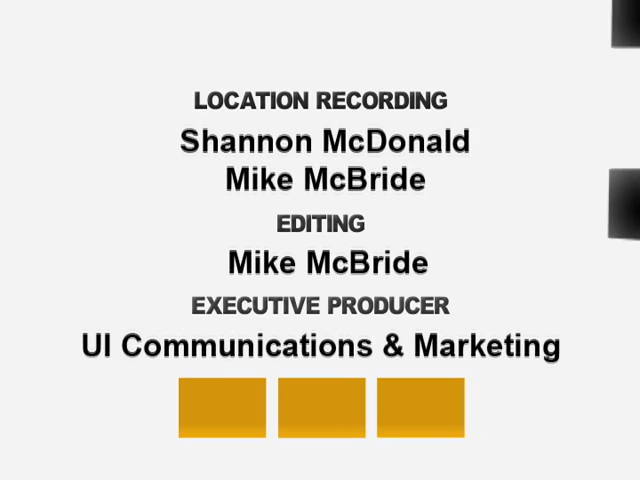 LOCATION RECORDING
Shannon McDonald
Mike McBride
EDITING
Mike McBride
EXECUTIVE PRODUCER
UI Communications & Marketing